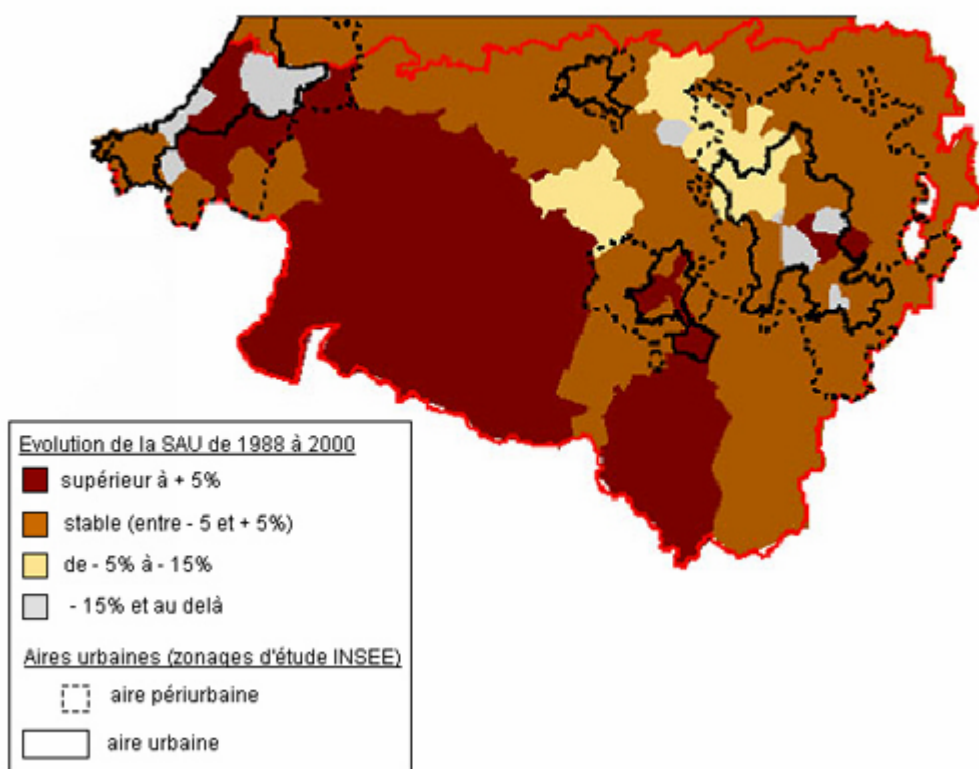 Evolution de la SAU de 1988 à 2000
supérieur à + 5%
stable (entre - 5 et + 5%)
de - 5% à - 15%
- 15% et au delà
Aires urbaines (zonages d'étude INSEE)
aire périurbaine
aire urbaine